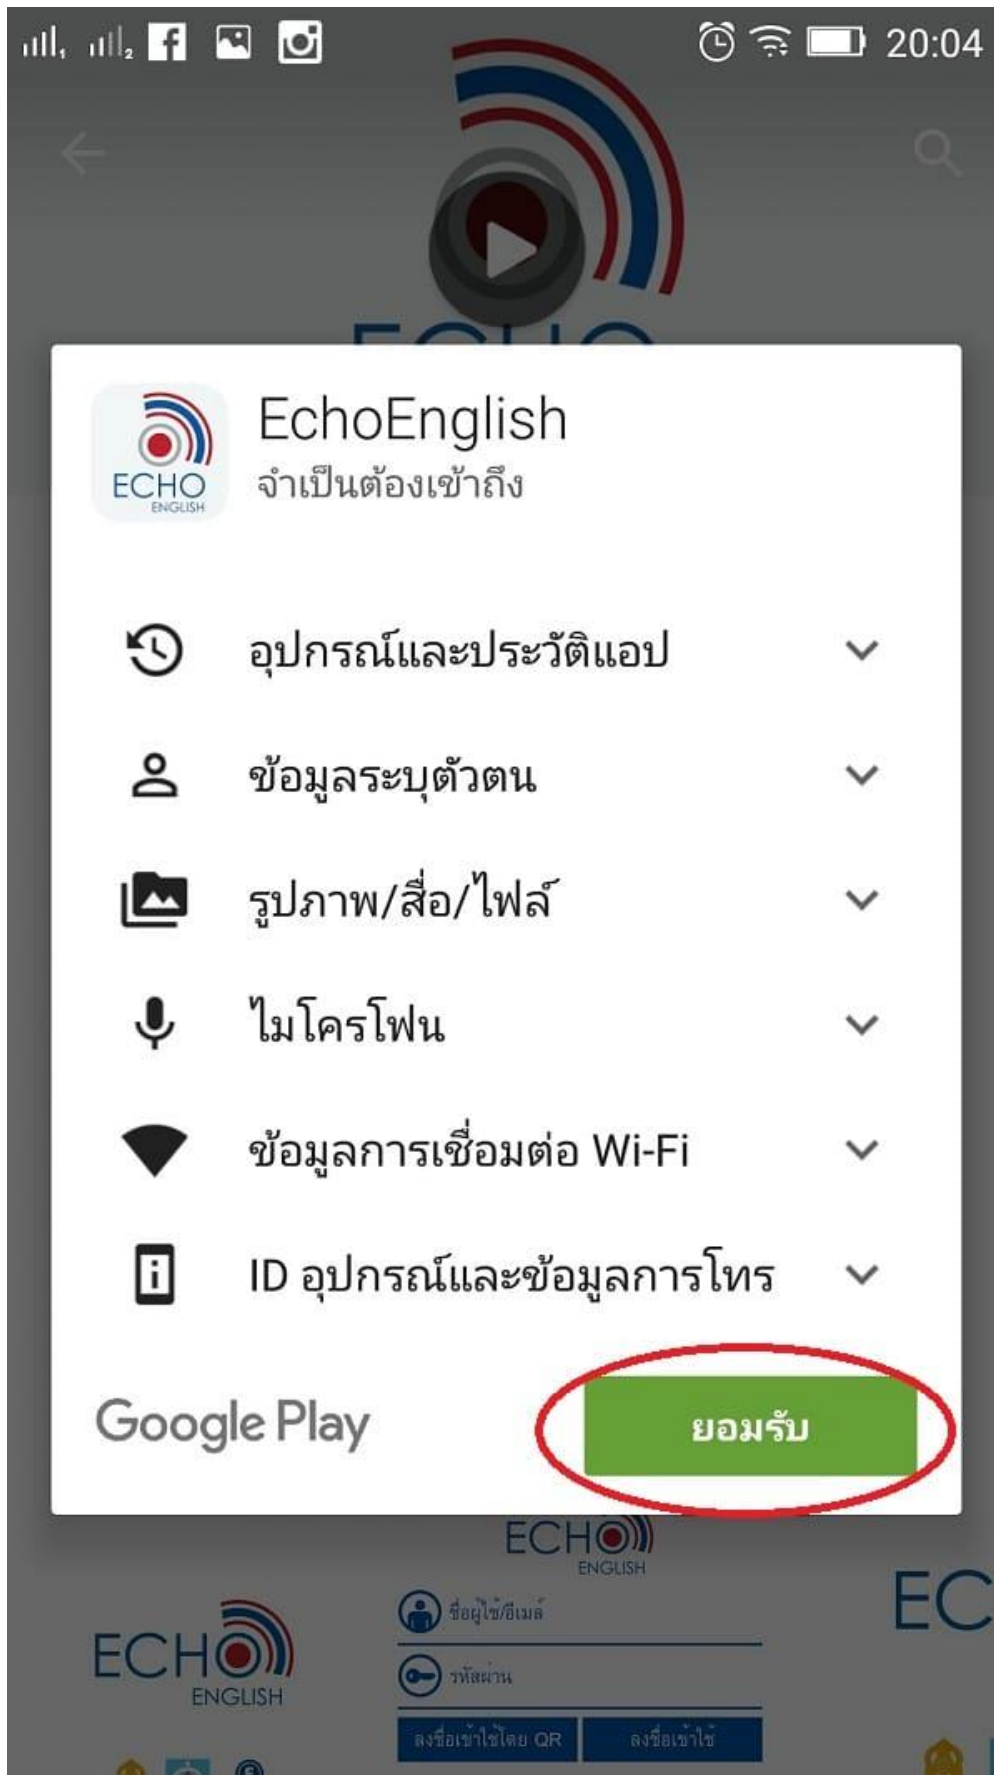 1 2 20:04
ECHO
EchoEnglish
จำเป็นต้องเข้าถึง
ECHO
ENGLISH
อุปกรณ์และประวัติแอป
ข้อมูลระบุตัวตน
รูปภาพ/สื่อ/ไฟล์
ไมโครโฟน
ข้อมูลการเชื่อมต่อ Wi-Fi
ID อุปกรณ์และข้อมูลการโทร
Google Play
ยอมรับ
ECHO
ENGLISH
ชื่อผู้ใช้/อีเมล์
รหัสผ่าน
ลงชื่อเข้าใช้โดย QR
ลงชื่อเข้าใช้
ECHO
ENGLISH
EC